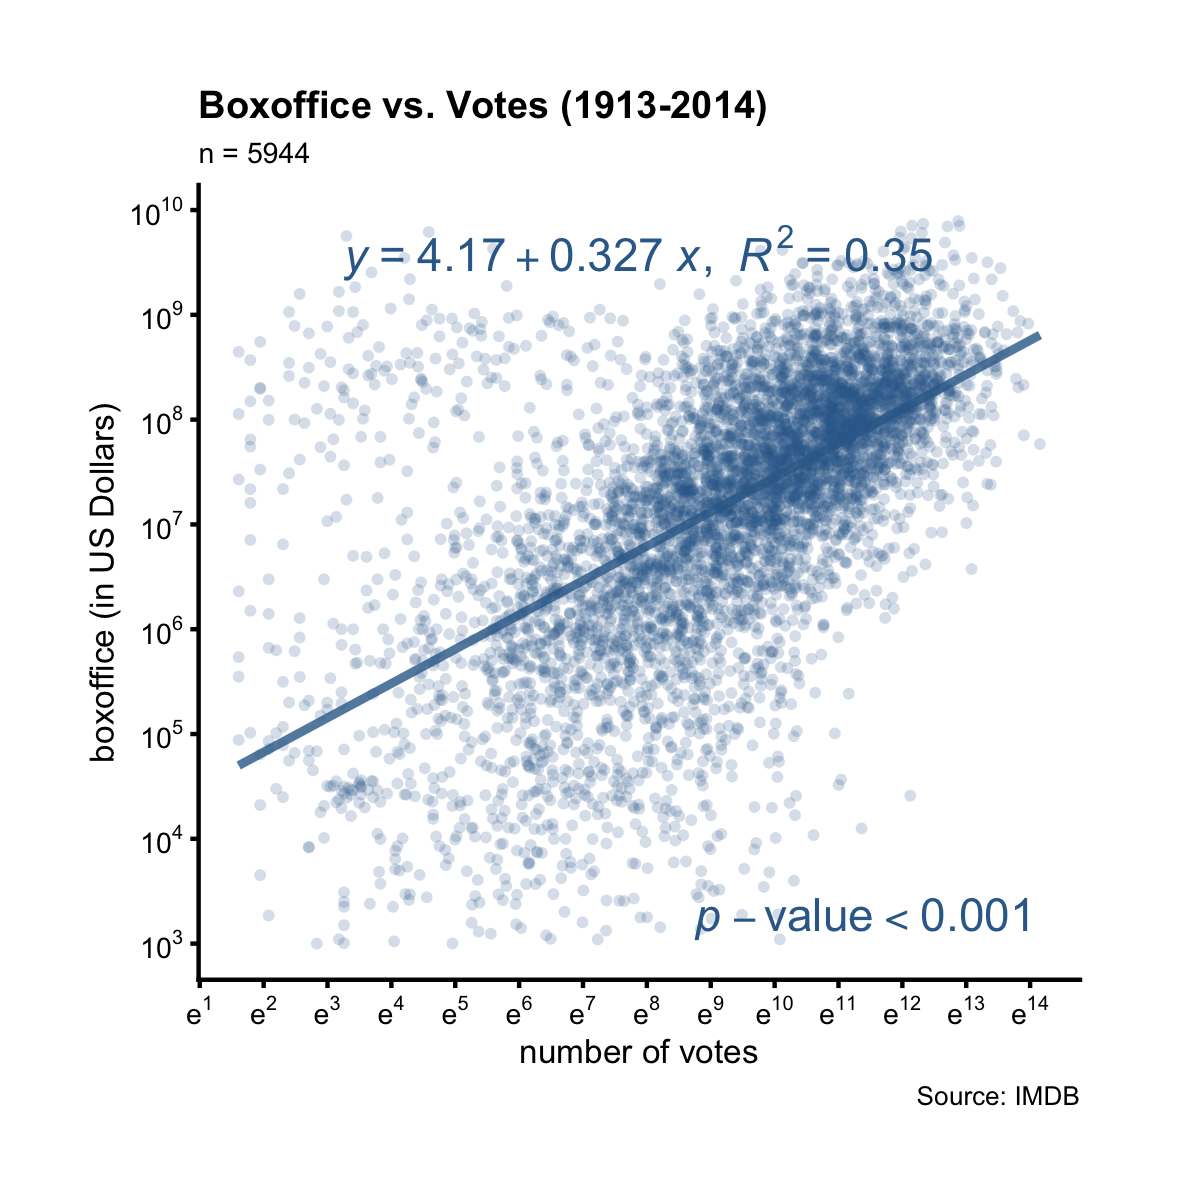 Boxoffice vs. Votes (1913-2014)
n = 5944
10¹⁰
10⁹
10⁸
10⁷
10⁶
10⁵
10⁴
10³
boxoffice (in US Dollars)
y = 4.17 + 0.327 x, R² = 0.35
p − value < 0.001
e¹ e² e³ e⁴ e⁵ e⁶ e⁷ e⁸ e⁹ e¹⁰ e¹¹ e¹² e¹³ e¹⁴
number of votes
Source: IMDB